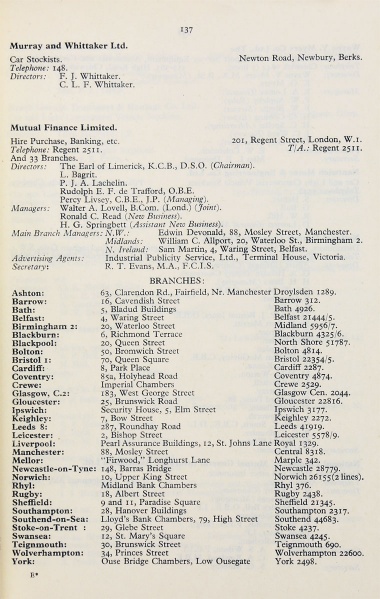 137
Murray and Whittaker Ltd.
Car Stockists. Newton Road, Newbury, Berks.
Telephone: 148.
Directors: F. J. Whittaker.
C. L. F. Whittaker.
Mutual Finance Limited.
Hire Purchase, Banking, etc. 201, Regent Street, London, W.1.
Telephone: Regent 2511. T/A.: Regent 2511.
And 33 Branches.
Directors: The Earl of Limerick, K.C.B., D.S.O. (Chairman).
L. Bagrit.
P. J. A. Lachelin.
Rudolph E. F. de Trafford, O.B.E.
Percy Livsey, C.B.E., J.P. (Managing).
Managers: Walter A. Lovell, B.Com. (Lond.) (Joint).
Ronald C. Read (New Business).
H. G. Springbett (Assistant New Business).
Main Branch Managers: N.W.: Edwin Devonald, 88, Mosley Street, Manchester.
Midlands: William C. Allport, 20, Waterloo St., Birmingham 2.
N. Ireland: Sam Martin, 4, Waring Street, Belfast.
Advertising Agents: Industrial Publicity Service, Ltd., Terminal House, Victoria.
Secretary: R. T. Evans, M.A., F.C.I.S.
BRANCHES:
Ashton: 63, Clarendon Rd., Fairfield, Nr. Manchester Droylsden 1289.
Barrow: 16, Cavendish Street Barrow 312.
Bath: 5, Bladud Buildings Bath 4926.
Belfast: 4, Waring Street Belfast 21444/5.
Birmingham 2: 20, Waterloo Street Midland 5956/7.
Blackburn: 6, Richmond Terrace Blackburn 4325/6
Blackpool: 20, Queen Street North Shore 51787.
Bolton: 50, Bromwich Street Bolton 4814.
Bristol 1: 70, Queen Square Bristol 22354/5.
Cardiff: 8, Park Place Cardiff 2287.
Coventry: 85a, Holyhead Road Coventry 4874.
Crewe: Imperial Chambers Crewe 2529.
Glasgow, C.2: 183, West George Street Glasgow Cen. 2044.
Gloucester: 25, Brunswick Road Gloucester 22816.
Ipswich: Security House, 5, Elm Street Ipswich 3177.
Keighley: 7, Bow Street Keighley 2272.
Leeds 8: 287, Roundhay Road Leeds 41919.
Leicester: 2, Bishop Street Leicester 5578/9.
Liverpool: Pearl Assurance Buildings, 12, St. Johns Lane Royal 1329.
Manchester: 88, Mosley Street Central 8318.
Mellor: "Firwood," Longhurst Lane Marple 342.
Newcastle-on-Tyne: 148, Barras Bridge Newcastle 28779.
Norwich: 10, Upper King Street Norwich 26155 (2 lines).
Rhyl: Midland Bank Chambers Rhyl 376.
Rugby: 18, Albert Street Rugby 2438.
Sheffield: 9 and 11, Paradise Square Sheffield 21345.
Southampton: 28, Hanover Buildings Southampton 2317.
Southend-on-Sea: Lloyd's Bank Chambers, 79, High Street Southend 44683.
Stoke-on-Trent : 29, Glebe Street Stoke 4237.
Swansea: 12, St. Mary's Square Swansea 4245.
Teignmouth: 30, Brunswick Street Teignmouth 690.
Wolverhampton: 34, Princes Street Wolverhampton 22600.
York: Ouse Bridge Chambers, Low Ousegate York 2498.
E*